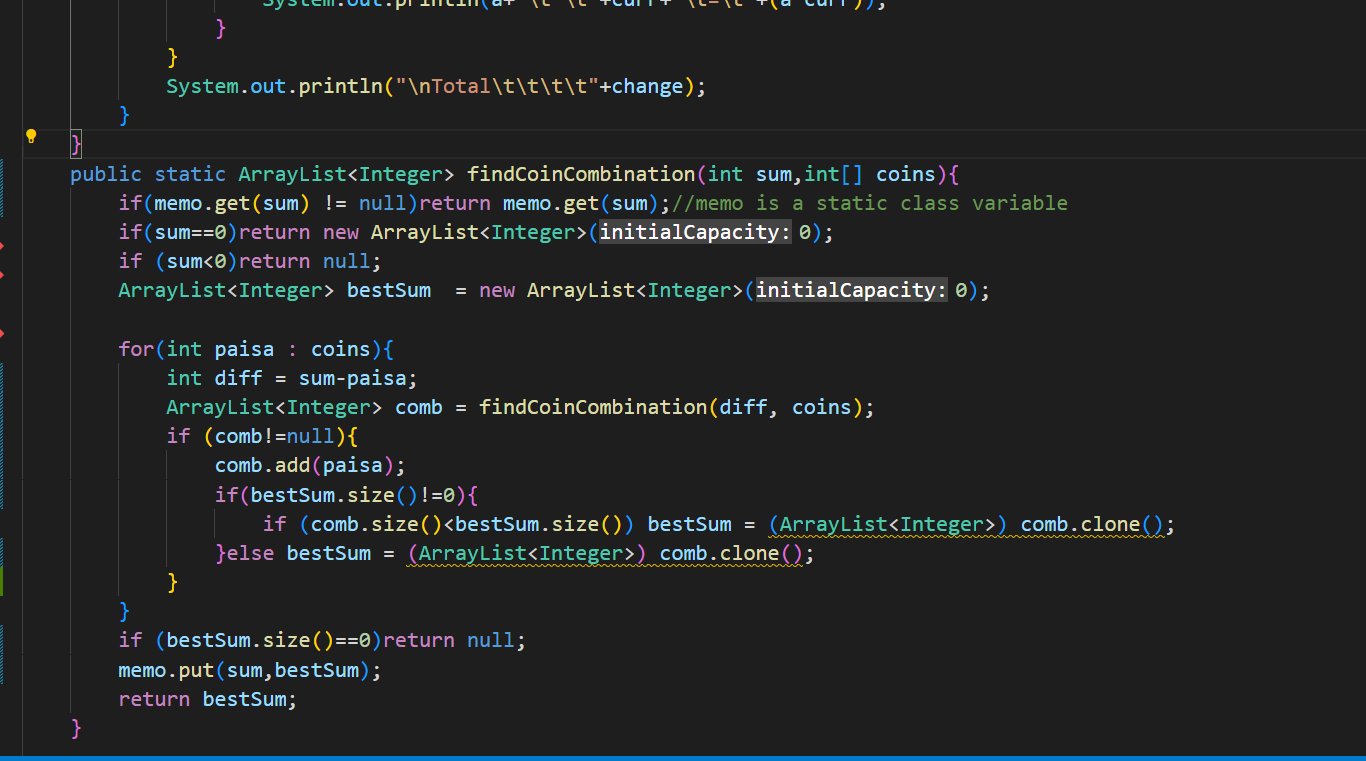 System.out.println(a+"\t*\t"+curr+"\t=\t"+(a*curr));
}
}
System.out.println("\nTotal\t\t\t\t"+change);
}
}
public static ArrayList<Integer> findCoinCombination(int sum,int[] coins){
if(memo.get(sum) != null)return memo.get(sum);//memo is a static class variable
if(sum==0)return new ArrayList<Integer>(initialCapacity: 0);
if (sum<0)return null;
ArrayList<Integer> bestSum  = new ArrayList<Integer>(initialCapacity: 0);
for(int paisa : coins){
int diff = sum-paisa;
ArrayList<Integer> comb = findCoinCombination(diff, coins);
if (comb!=null){
comb.add(paisa);
if(bestSum.size()!=0){
if (comb.size()<bestSum.size()) bestSum = (ArrayList<Integer>) comb.clone();
}else bestSum = (ArrayList<Integer>) comb.clone();
}
}
if (bestSum.size()==0)return null;
memo.put(sum,bestSum);
return bestSum;
}